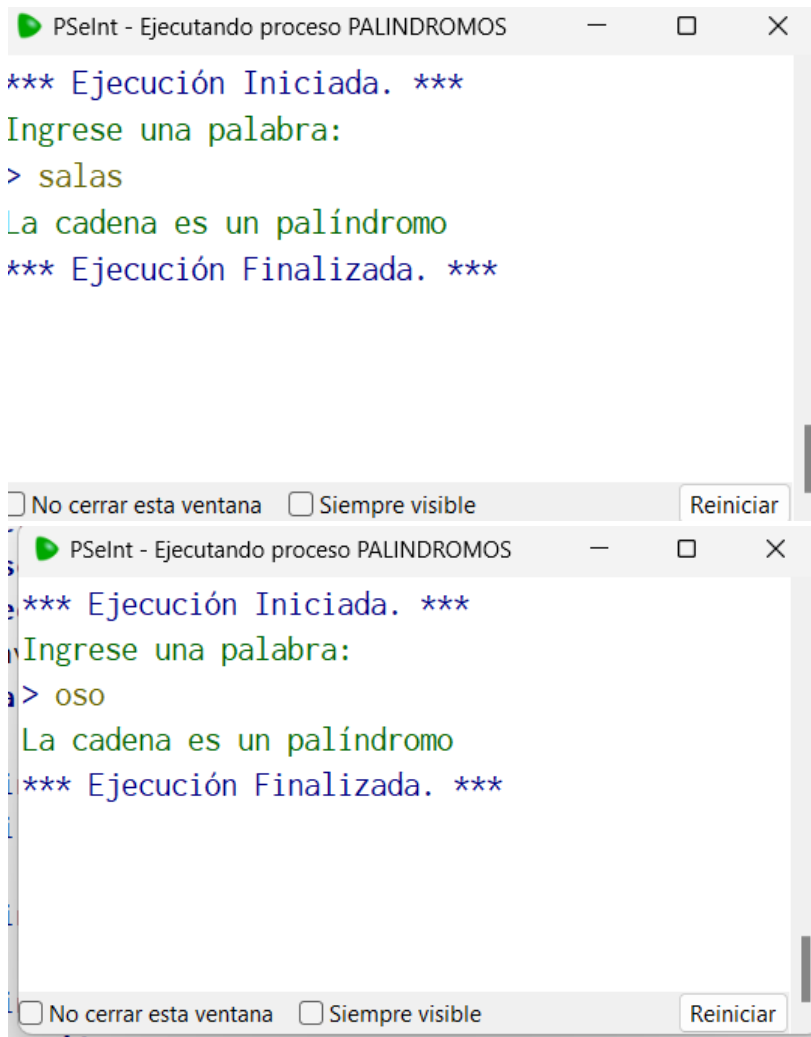 PSeInt - Ejecutando proceso PALINDROMOS
*** Ejecución Iniciada. ***
Ingrese una palabra:
> salas
La cadena es un palíndromo
*** Ejecución Finalizada. ***
No cerrar esta ventana Siempre visible Reiniciar
PSeInt - Ejecutando proceso PALINDROMOS
*** Ejecución Iniciada. ***
Ingrese una palabra:
> oso
La cadena es un palíndromo
*** Ejecución Finalizada. ***
No cerrar esta ventana Siempre visible Reiniciar